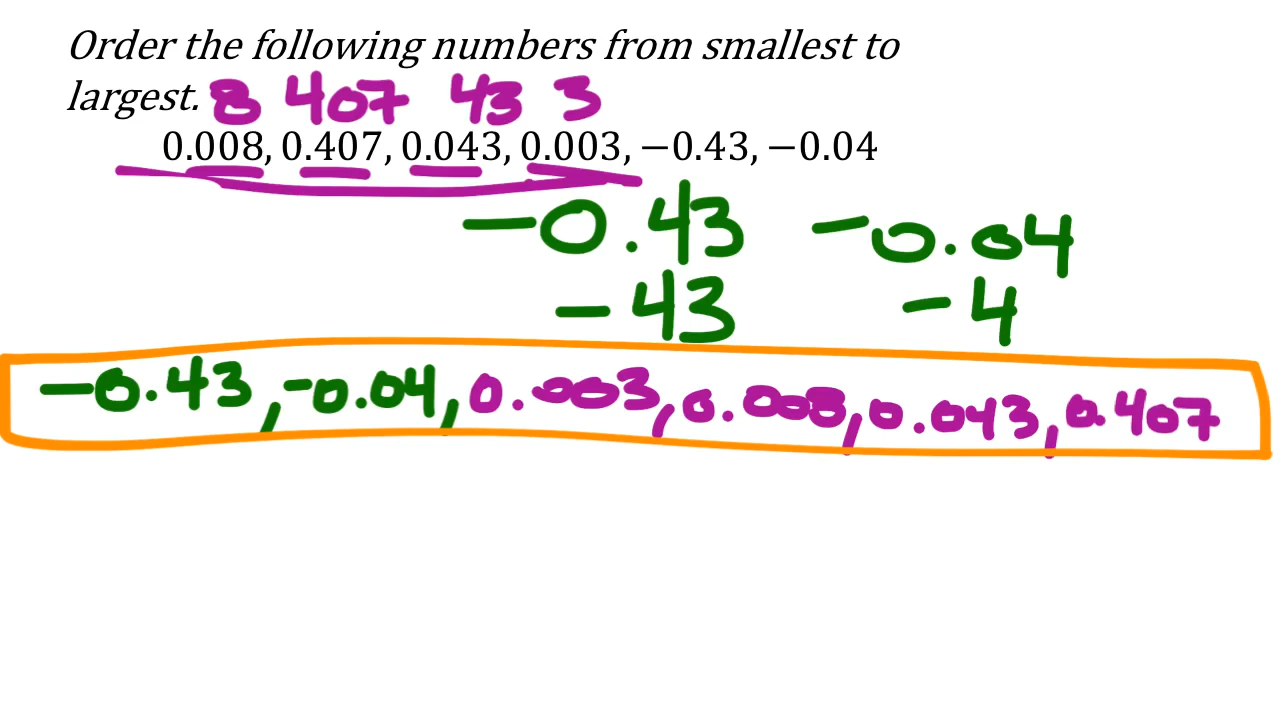 Order the following numbers from smallest to
largest. 8 407 43 3
0.008, 0.407, 0.043, 0.003, −0.43, −0.04
−0.43 −0.04
−43 −4
−0.43, −0.04, 0.003, 0.008, 0.043, 0.407